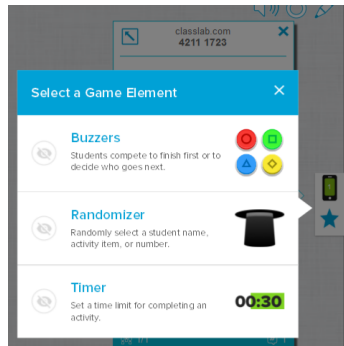 classlab.com
4211 1723
Select a Game Element
Buzzers
Students compete to finish first or to
decide who goes next.
Randomizer
Randomly select a student name,
activity item, or number.
Timer
Set a time limit for completing an
activity.
00:30